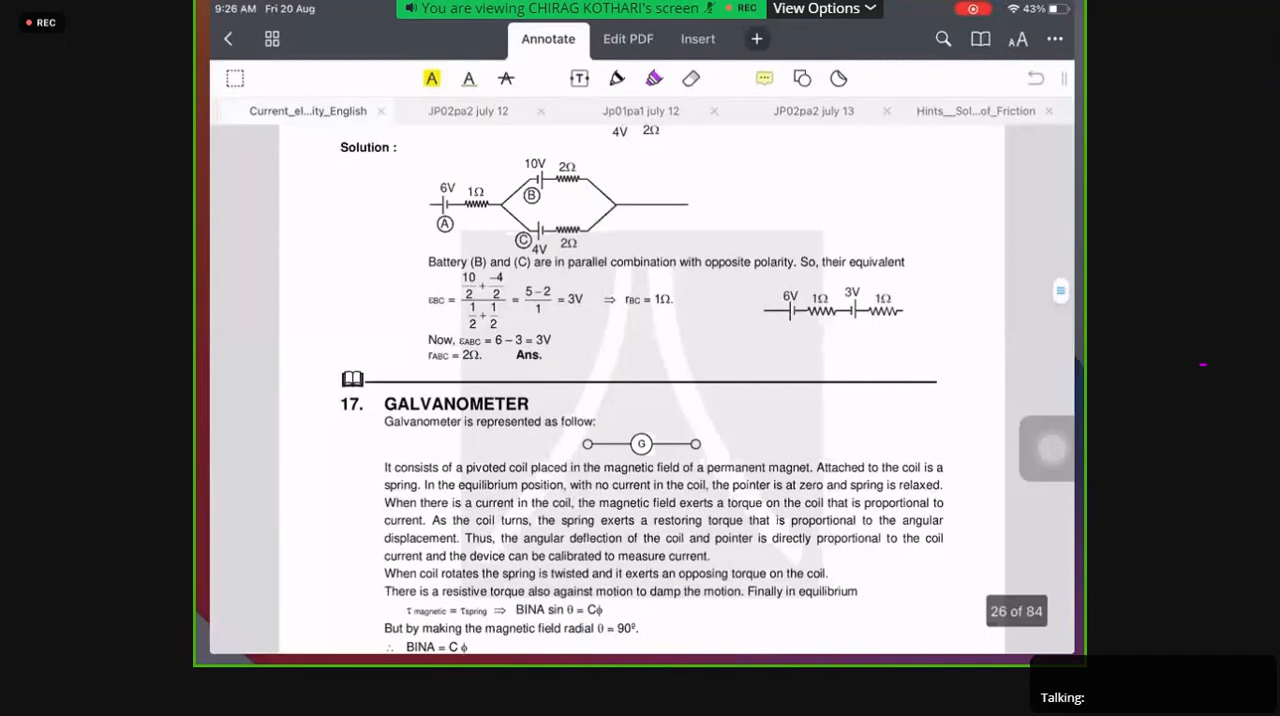 REC
9:26 AM Fri 20 Aug
You are viewing CHIRAG KOTHARI's screen
REC
View Options
43%
Annotate
Edit PDF
Insert
+
AA
A A A T
Current_el...ity_English
JP02pa2 july 12
Jp01pa1 july 12
JP02pa2 july 13
Hints__Sol...of_Friction
4V 2Ω
Solution :
10V 2Ω
6V 1Ω
B
A
C
4V 2Ω
Battery (B) and (C) are in parallel combination with opposite polarity. So, their equivalent
εBC = (10/2 + -4/2) / (1/2 + 1/2) = (5-2)/1 = 3V ⇒ rBC = 1Ω.
6V 1Ω 3V 1Ω
Now, εABC = 6 – 3 = 3V
rABC = 2Ω. Ans.
17. GALVANOMETER
Galvanometer is represented as follow:
G
It consists of a pivoted coil placed in the magnetic field of a permanent magnet. Attached to the coil is a
spring. In the equilibrium position, with no current in the coil, the pointer is at zero and spring is relaxed.
When there is a current in the coil, the magnetic field exerts a torque on the coil that is proportional to
current. As the coil turns, the spring exerts a restoring torque that is proportional to the angular
displacement. Thus, the angular deflection of the coil and pointer is directly proportional to the coil
current and the device can be calibrated to measure current.
When coil rotates the spring is twisted and it exerts an opposing torque on the coil.
There is a resistive torque also against motion to damp the motion. Finally in equilibrium
τ magnetic = τspring ⇒ BINA sin θ = Cϕ
But by making the magnetic field radial θ = 90º.
∴ BINA = C ϕ
26 of 84
Talking: